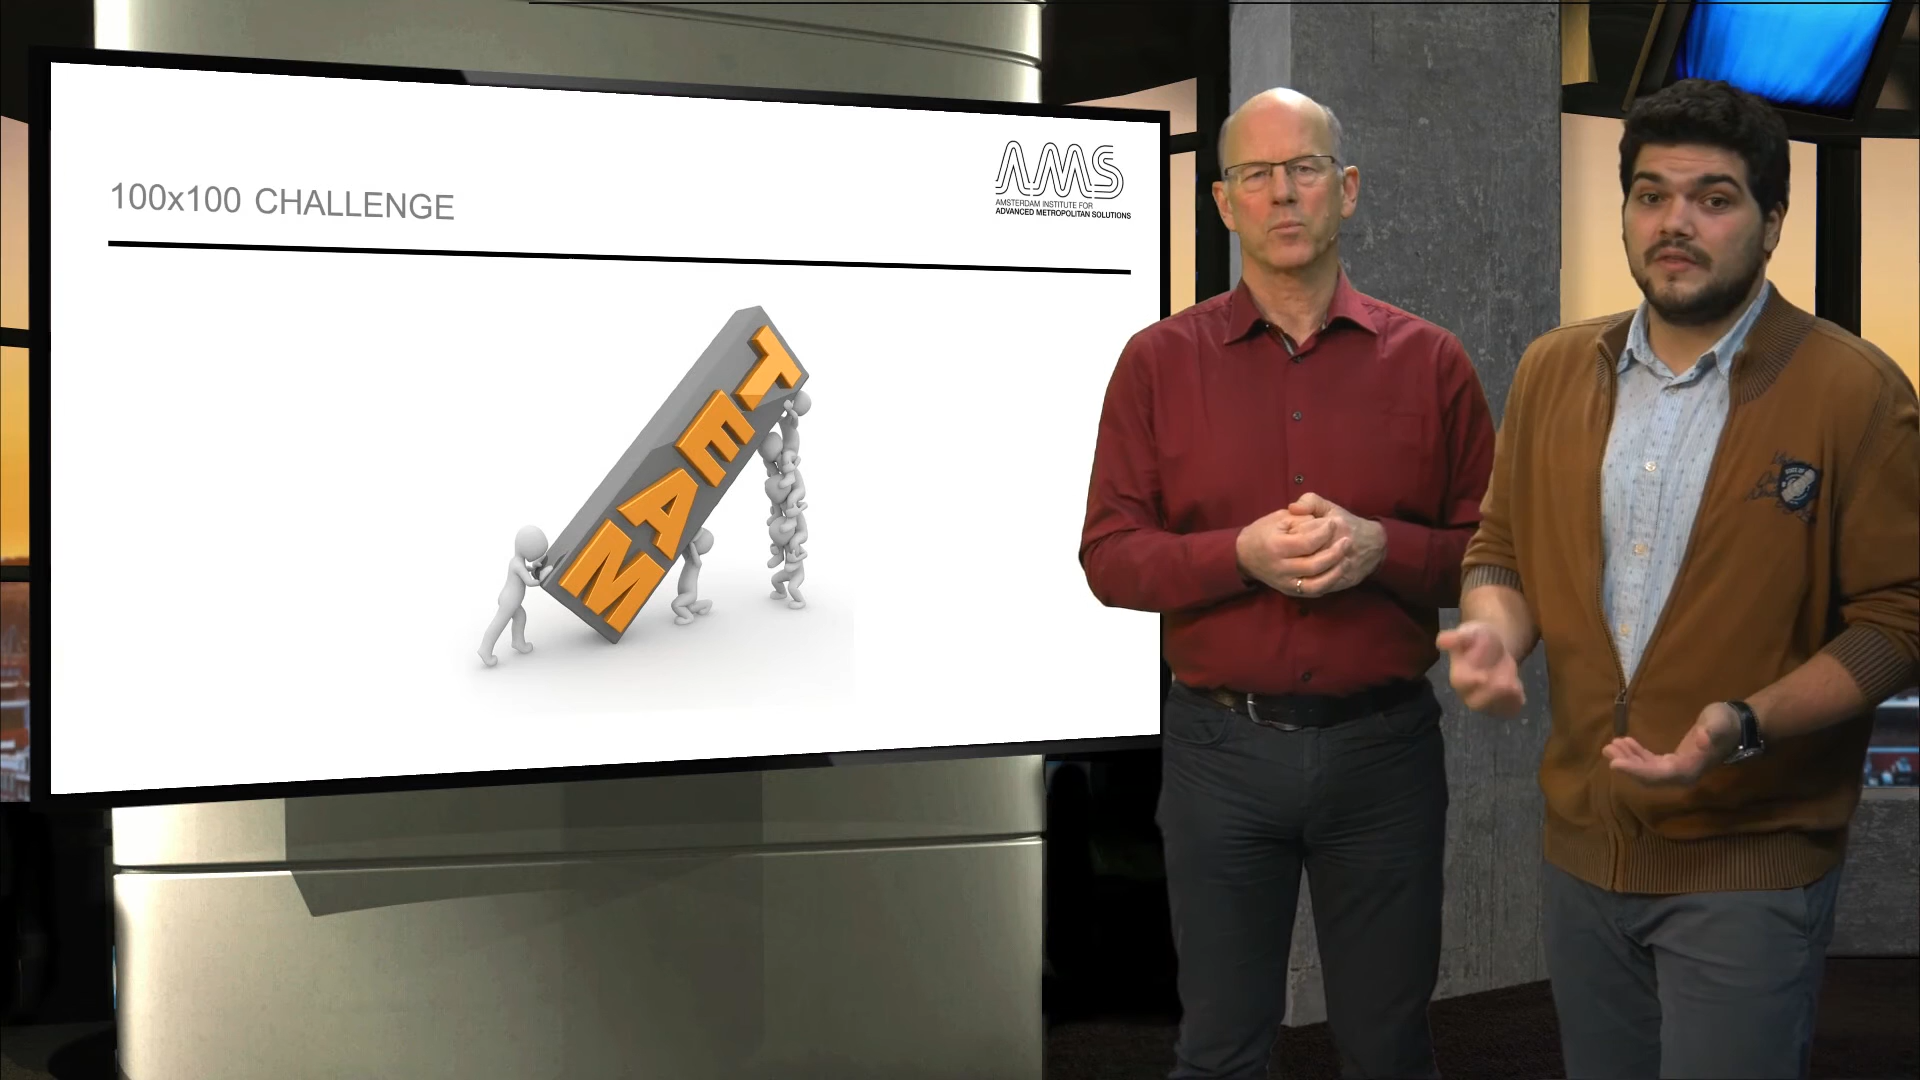 100x100 CHALLENGE
AMS
AMSTERDAM INSTITUTE FOR
ADVANCED METROPOLITAN SOLUTIONS
TEAM